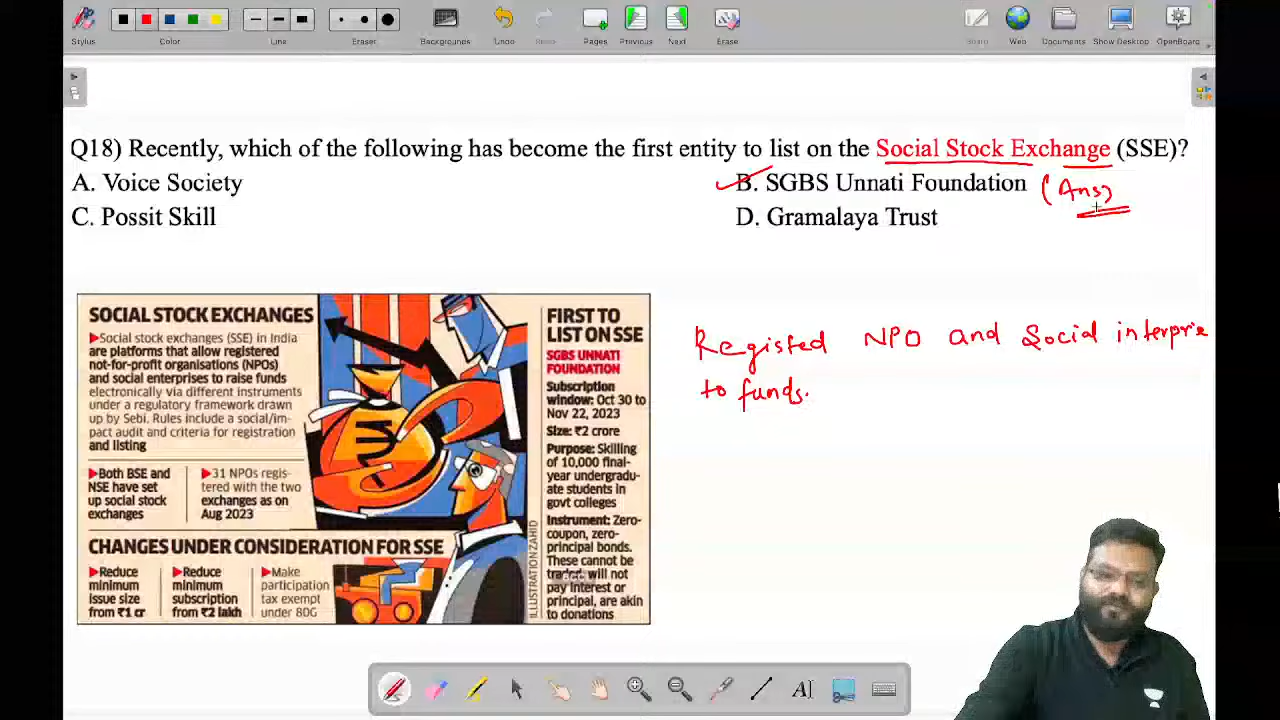 Stylus
Color
Line
Eraser
Backgrounds
Undo
Redo
Pages
Previous
Next
Erase
Board
Web
Documents
Show Desktop
OpenBoard
Q18) Recently, which of the following has become the first entity to list on the Social Stock Exchange (SSE)?
A. Voice Society
B. SGBS Unnati Foundation (Ans)
C. Possit Skill
D. Gramalaya Trust
SOCIAL STOCK EXCHANGES
Social stock exchanges (SSE) in India
are platforms that allow registered
not-for-profit organisations (NPOs)
and social enterprises to raise funds
electronically via different instruments
under a regulatory framework drawn
up by Sebi. Rules include a social/im-
pact audit and criteria for registration
and listing
Both BSE and
NSE have set
up social stock
exchanges
31 NPOs regis-
tered with the two
exchanges as on
Aug 2023
CHANGES UNDER CONSIDERATION FOR SSE
Reduce
minimum
issue size
from ₹1 cr
Reduce
minimum
subscription
from ₹2 lakh
Make
participation
tax exempt
under 80G
ILLUSTRATION ZAHID
FIRST TO
LIST ON SSE
SGBS UNNATI
FOUNDATION
Subscription
window: Oct 30 to
Nov 22, 2023
Size: ₹2 crore
Purpose: Skilling
of 10,000 final-
year undergradu-
ate students in
govt colleges
Instrument: Zero-
coupon, zero-
principal bonds.
These cannot be
traded, will not
pay interest or
principal, are akin
to donations
Registed NPO and Social interprie
to funds.